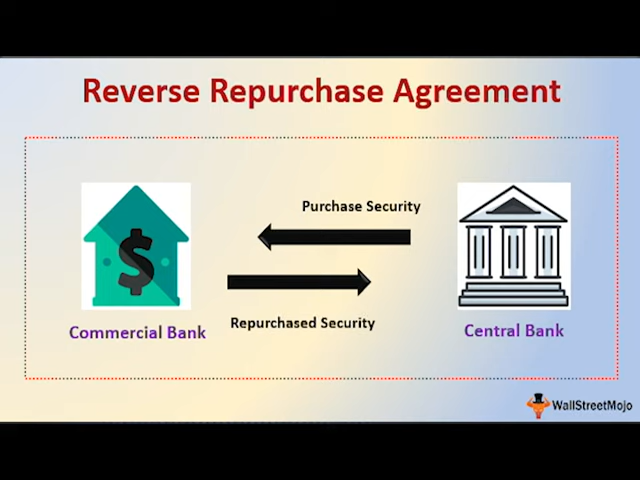 Reverse Repurchase Agreement
Purchase Security
$
Repurchased Security
Commercial Bank
Central Bank
WallStreetMojo